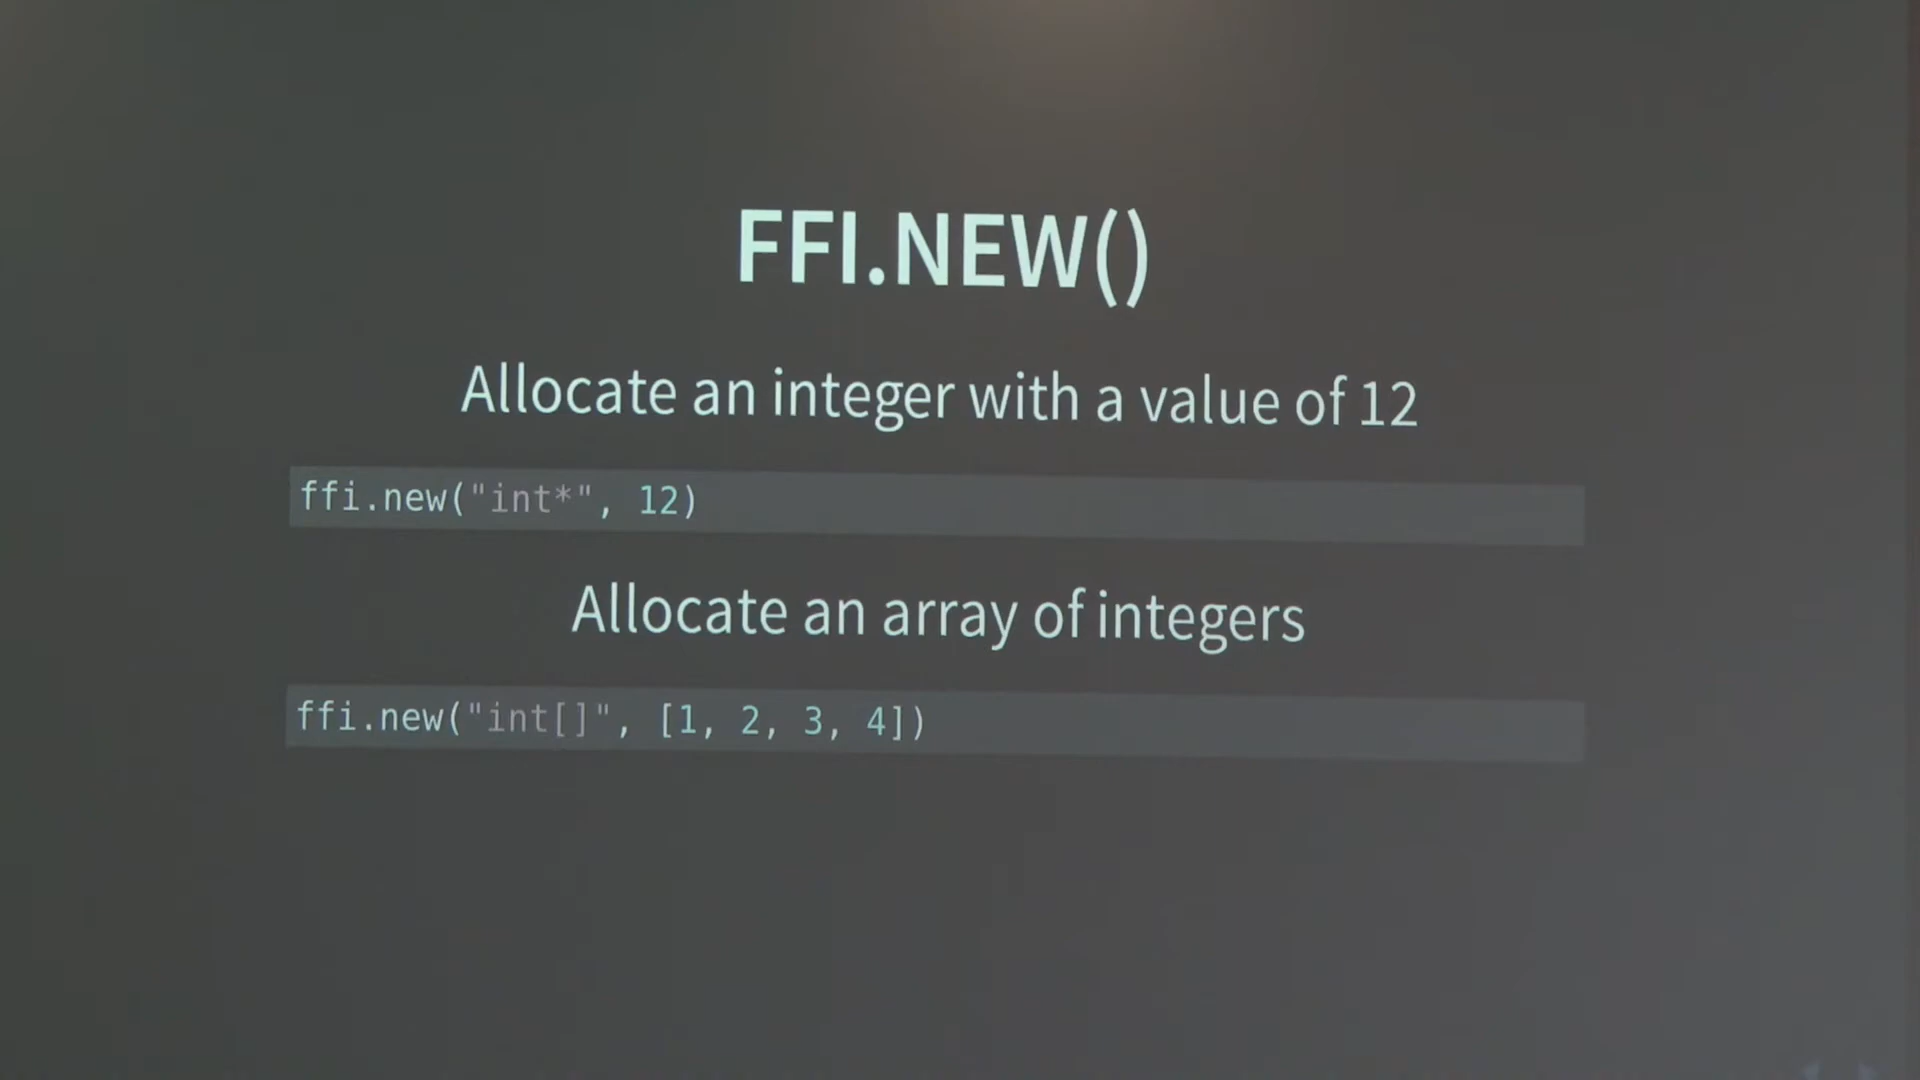 FFI.NEW()
Allocate an integer with a value of 12
ffi.new("int*", 12)
Allocate an array of integers
ffi.new("int[]", [1, 2, 3, 4])